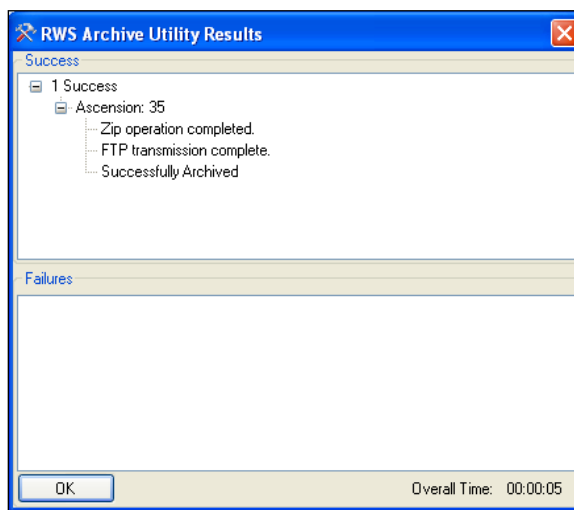 RWS Archive Utility Results
Success
1 Success
Ascension: 35
Zip operation completed.
FTP transmission complete.
Successfully Archived
Failures
OK
Overall Time: 00:00:05